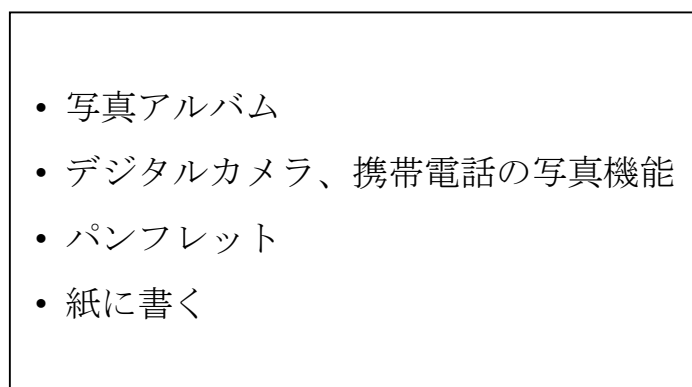 • 写真アルバム
• デジタルカメラ、携帯電話の写真機能
• パンフレット
• 紙に書く